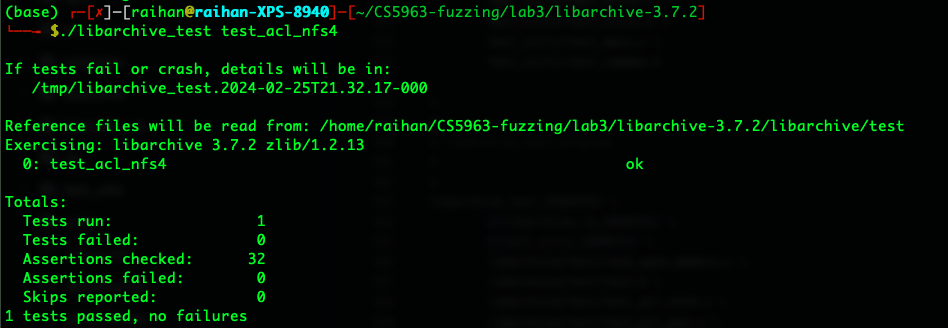 (base) ┌─[✗]─[raihan@raihan-XPS-8940]─[~/CS5963-fuzzing/lab3/libarchive-3.7.2]
└──╼ $./libarchive_test test_acl_nfs4
If tests fail or crash, details will be in:
/tmp/libarchive_test.2024-02-25T21.32.17-000
Reference files will be read from: /home/raihan/CS5963-fuzzing/lab3/libarchive-3.7.2/libarchive/test
Exercising: libarchive 3.7.2 zlib/1.2.13
0: test_acl_nfs4 ok
Totals:
Tests run: 1
Tests failed: 0
Assertions checked: 32
Assertions failed: 0
Skips reported: 0
1 tests passed, no failures